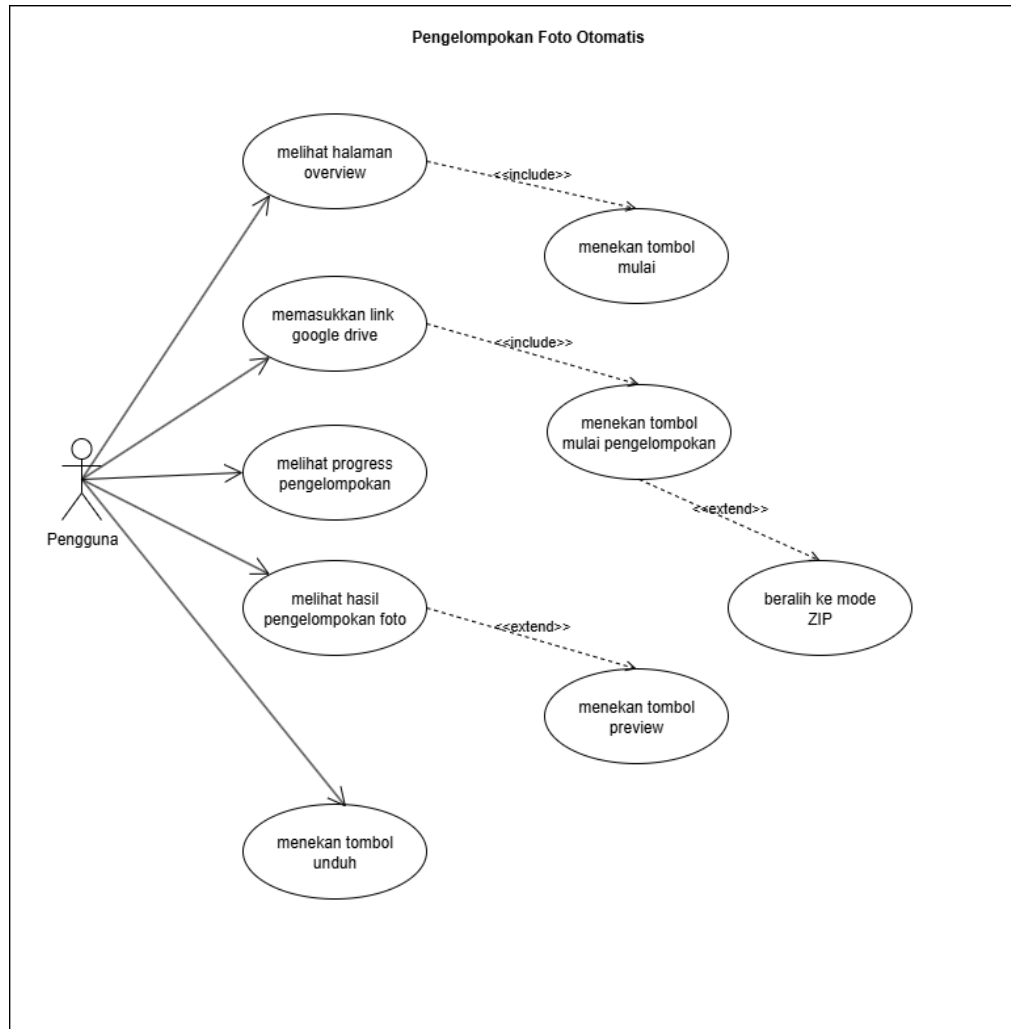 Pengelompokan Foto Otomatis
melihat halaman
overview
<<include>>
menekan tombol
mulai
memasukkan link
google drive
<<include>>
menekan tombol
mulai pengelompokan
melihat progress
pengelompokan
<<extend>>
Pengguna
melihat hasil
pengelompokan foto
<<extend>>
beralih ke mode
ZIP
menekan tombol
preview
menekan tombol
unduh